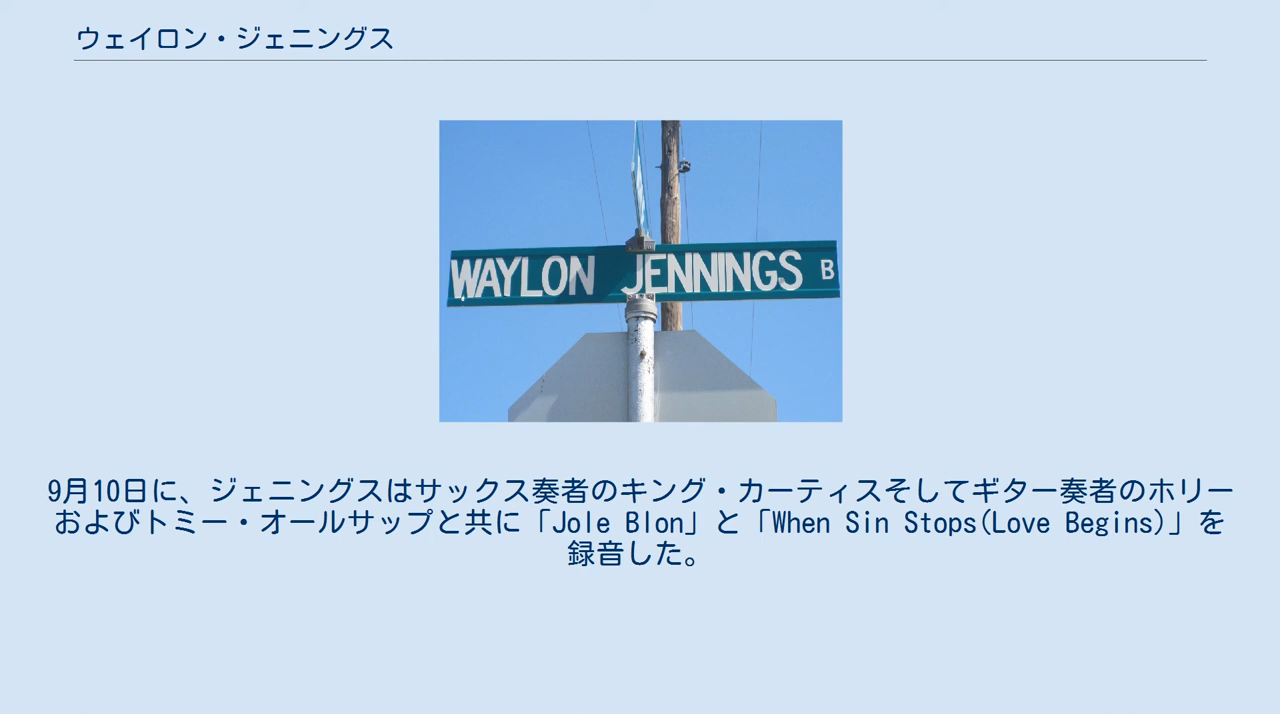 ウェイロン・ジェニングス
WAYLON JENNINGS B
9月10日に、ジェニングスはサックス奏者のキング・カーティスそしてギター奏者のホリー
およびトミー・オールサップと共に「Jole Blon」と「When Sin Stops(Love Begins)」を
録音した。